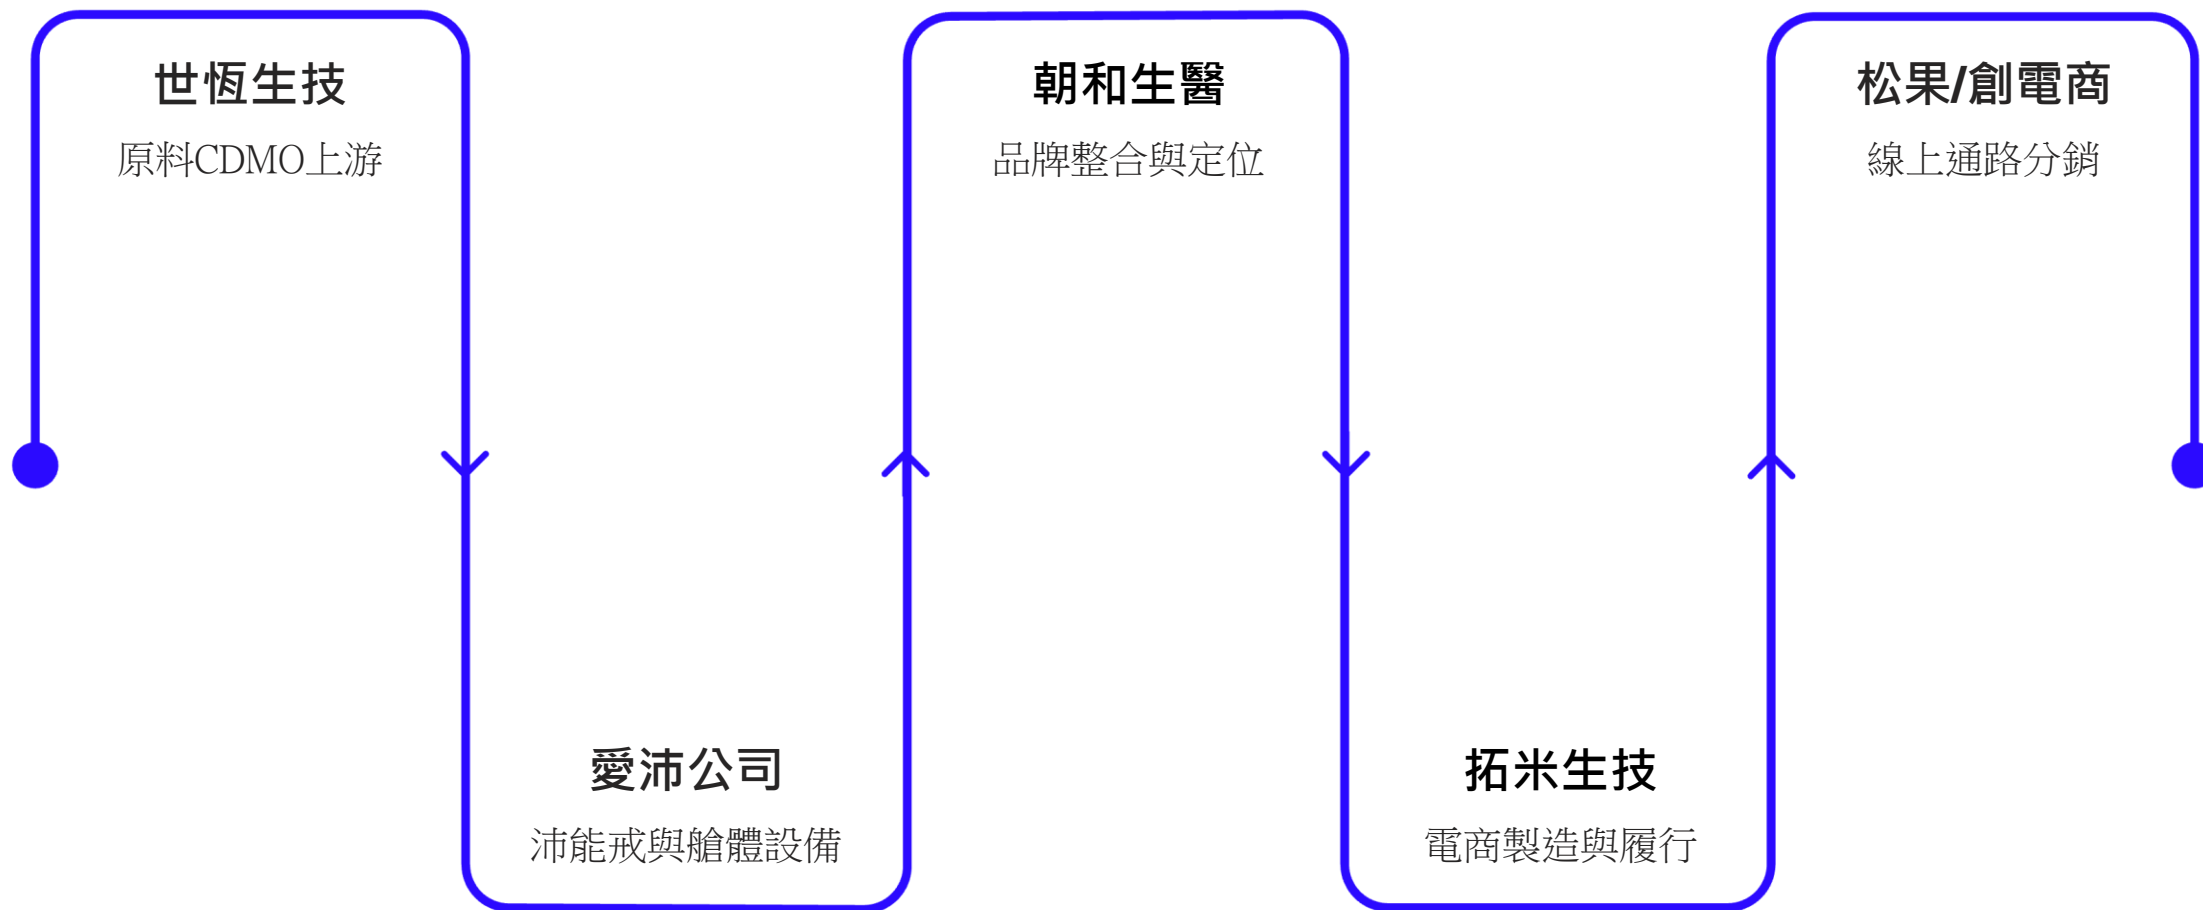 世恆生技
原料CDMO上游
愛沛公司
沛能戒與艙體設備
朝和生醫
品牌整合與定位
拓米生技
電商製造與履行
松果/創電商
線上通路分銷